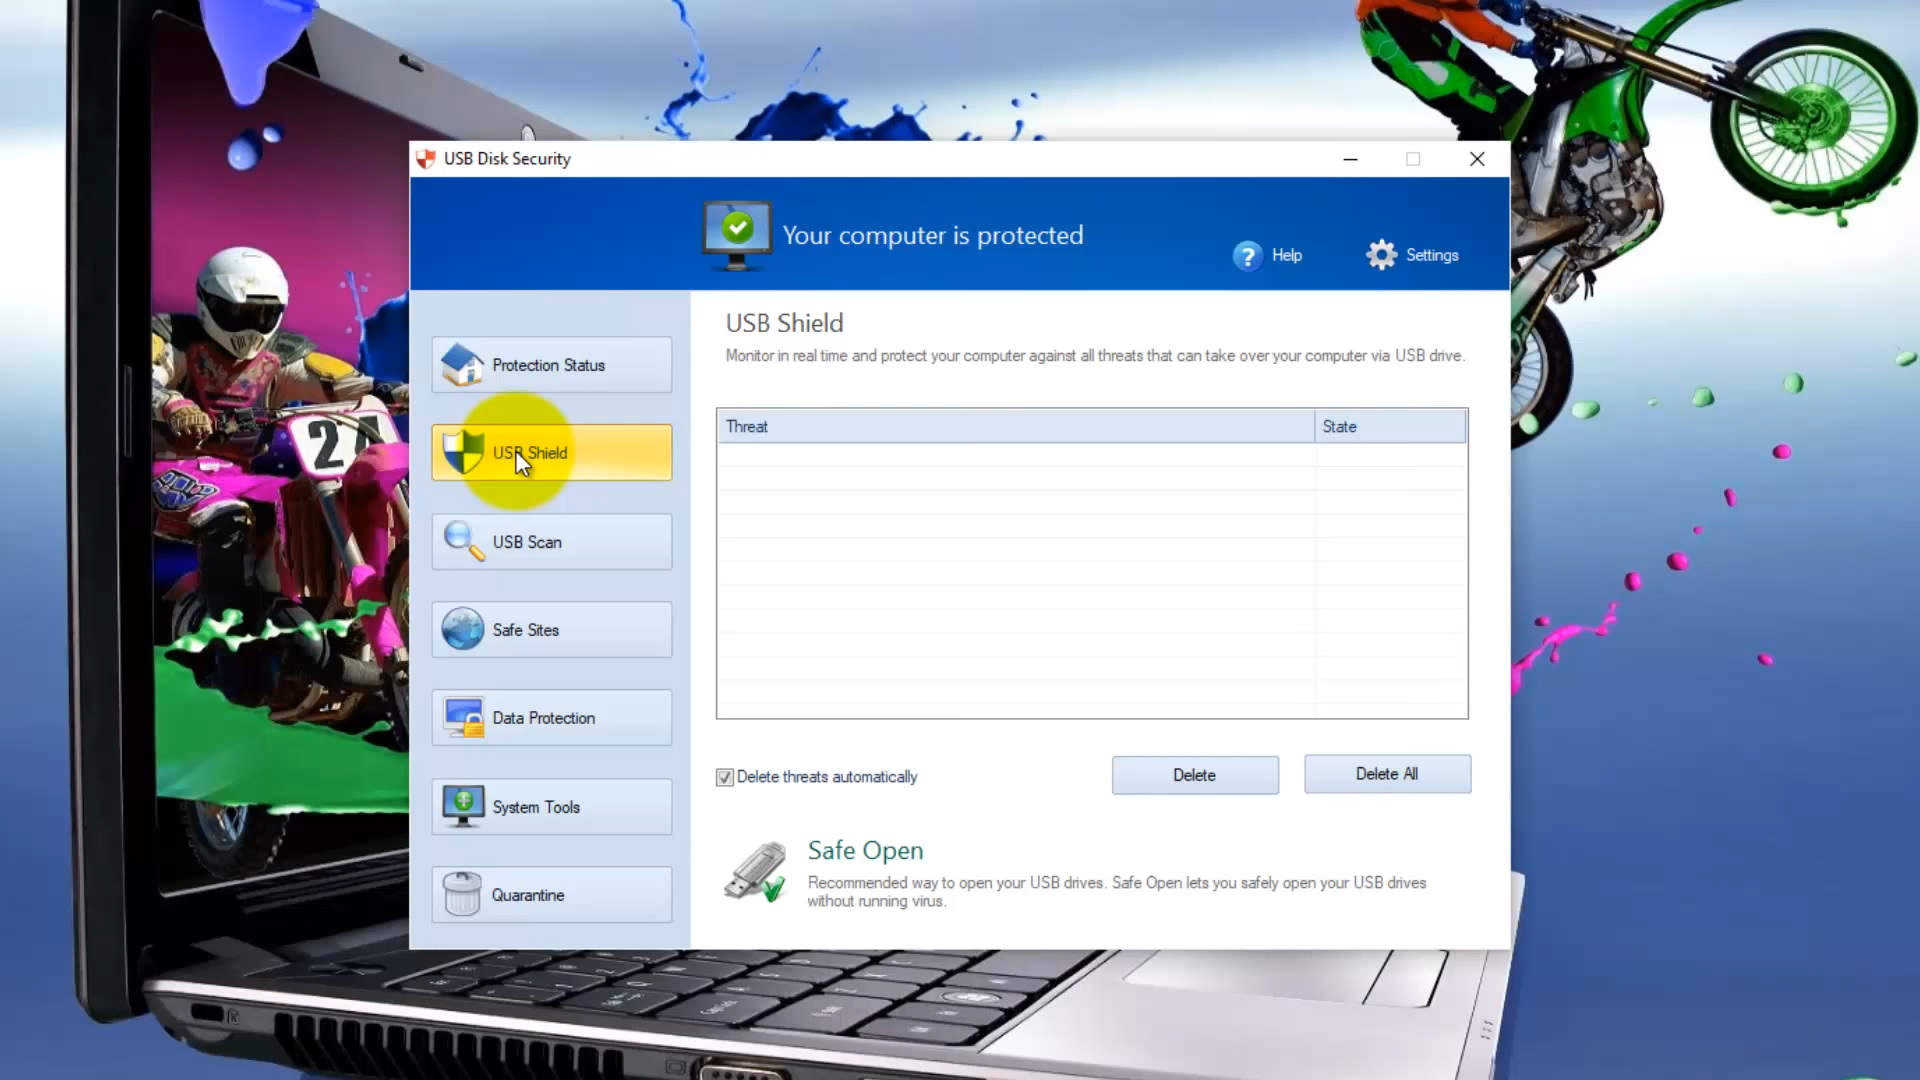 USB Disk Security
Your computer is protected
Help
Settings
Protection Status
USB Shield
USB Scan
Safe Sites
Data Protection
System Tools
Quarantine
USB Shield
Monitor in real time and protect your computer against all threats that can take over your computer via USB drive.
Threat
State
Delete threats automatically
Delete
Delete All
Safe Open
Recommended way to open your USB drives. Safe Open lets you safely open your USB drives
without running virus.
24